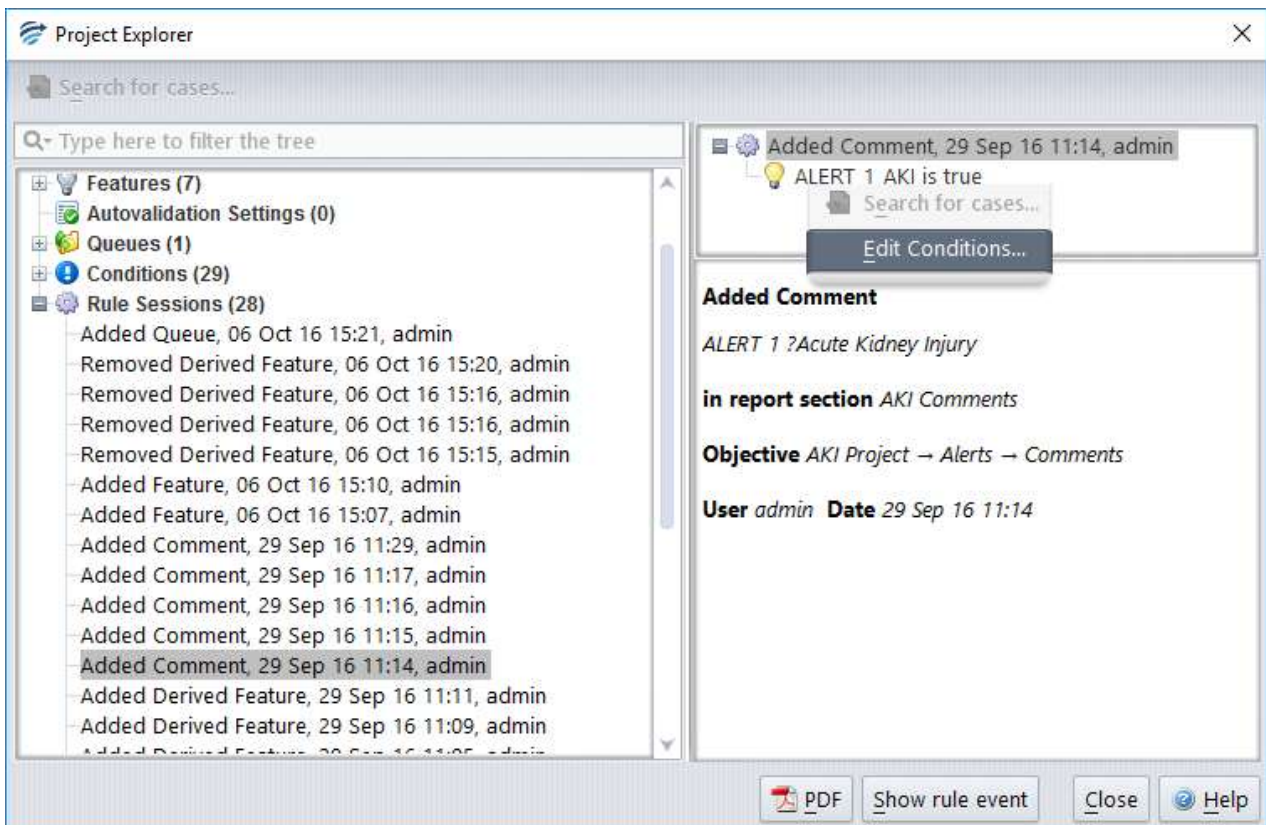 Project Explorer
Search for cases...
Type here to filter the tree
Features (7)
Autovalidation Settings (0)
Queues (1)
Conditions (29)
Rule Sessions (28)
Added Queue, 06 Oct 16 15:21, admin
Removed Derived Feature, 06 Oct 16 15:20, admin
Removed Derived Feature, 06 Oct 16 15:16, admin
Removed Derived Feature, 06 Oct 16 15:16, admin
Removed Derived Feature, 06 Oct 16 15:15, admin
Added Feature, 06 Oct 16 15:10, admin
Added Feature, 06 Oct 16 15:07, admin
Added Comment, 29 Sep 16 11:29, admin
Added Comment, 29 Sep 16 11:17, admin
Added Comment, 29 Sep 16 11:16, admin
Added Comment, 29 Sep 16 11:15, admin
Added Comment, 29 Sep 16 11:14, admin
Added Derived Feature, 29 Sep 16 11:11, admin
Added Derived Feature, 29 Sep 16 11:09, admin
Added Comment, 29 Sep 16 11:14, admin
ALERT 1 AKI is true
Search for cases...
Edit Conditions...
Added Comment
ALERT 1 ?Acute Kidney Injury
in report section AKI Comments
Objective AKI Project → Alerts → Comments
User admin Date 29 Sep 16 11:14
PDF
Show rule event
Close
Help